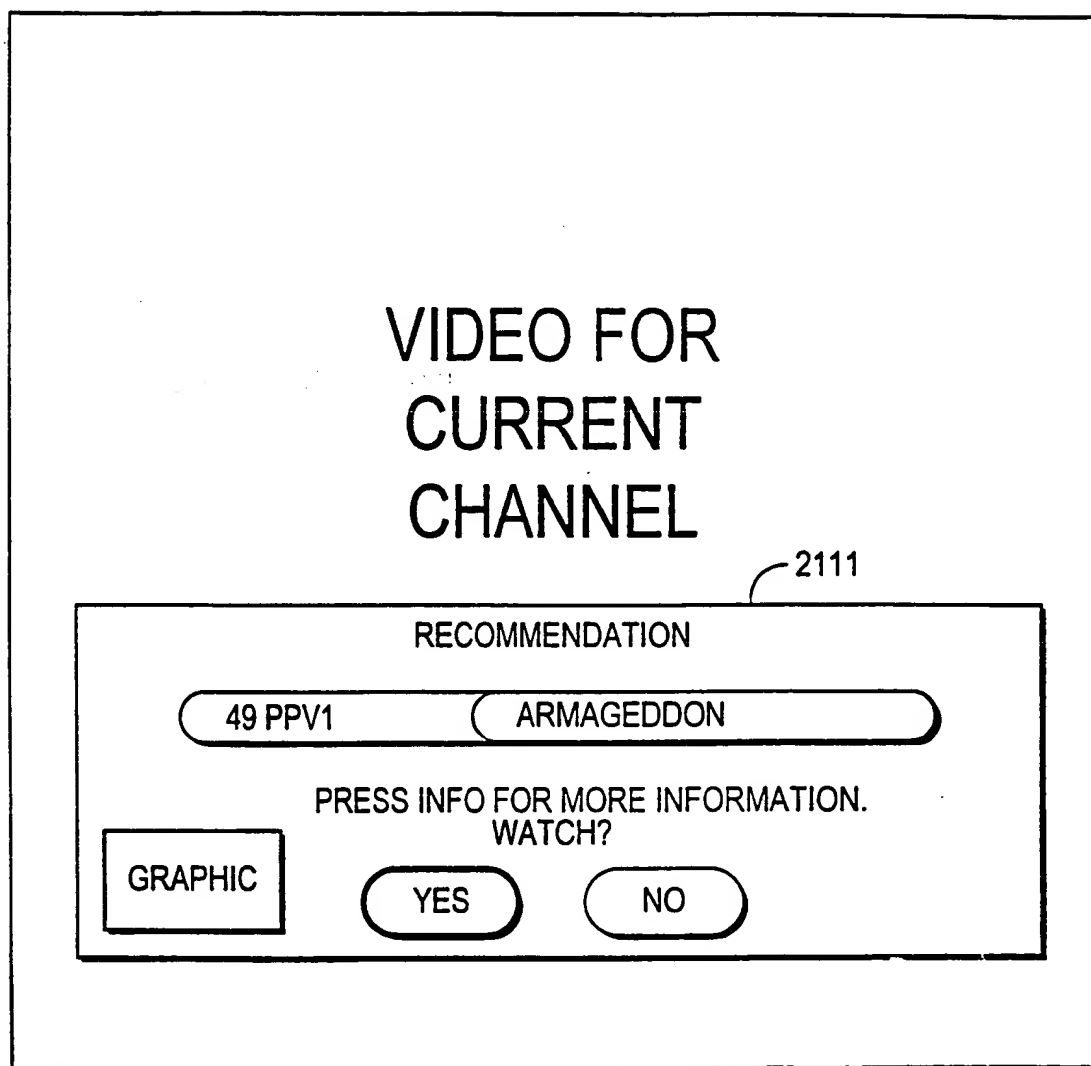 VIDEO FOR
CURRENT
CHANNEL
2111
RECOMMENDATION
49 PPV1 ARMAGEDDON
PRESS INFO FOR MORE INFORMATION.
WATCH?
GRAPHIC YES NO